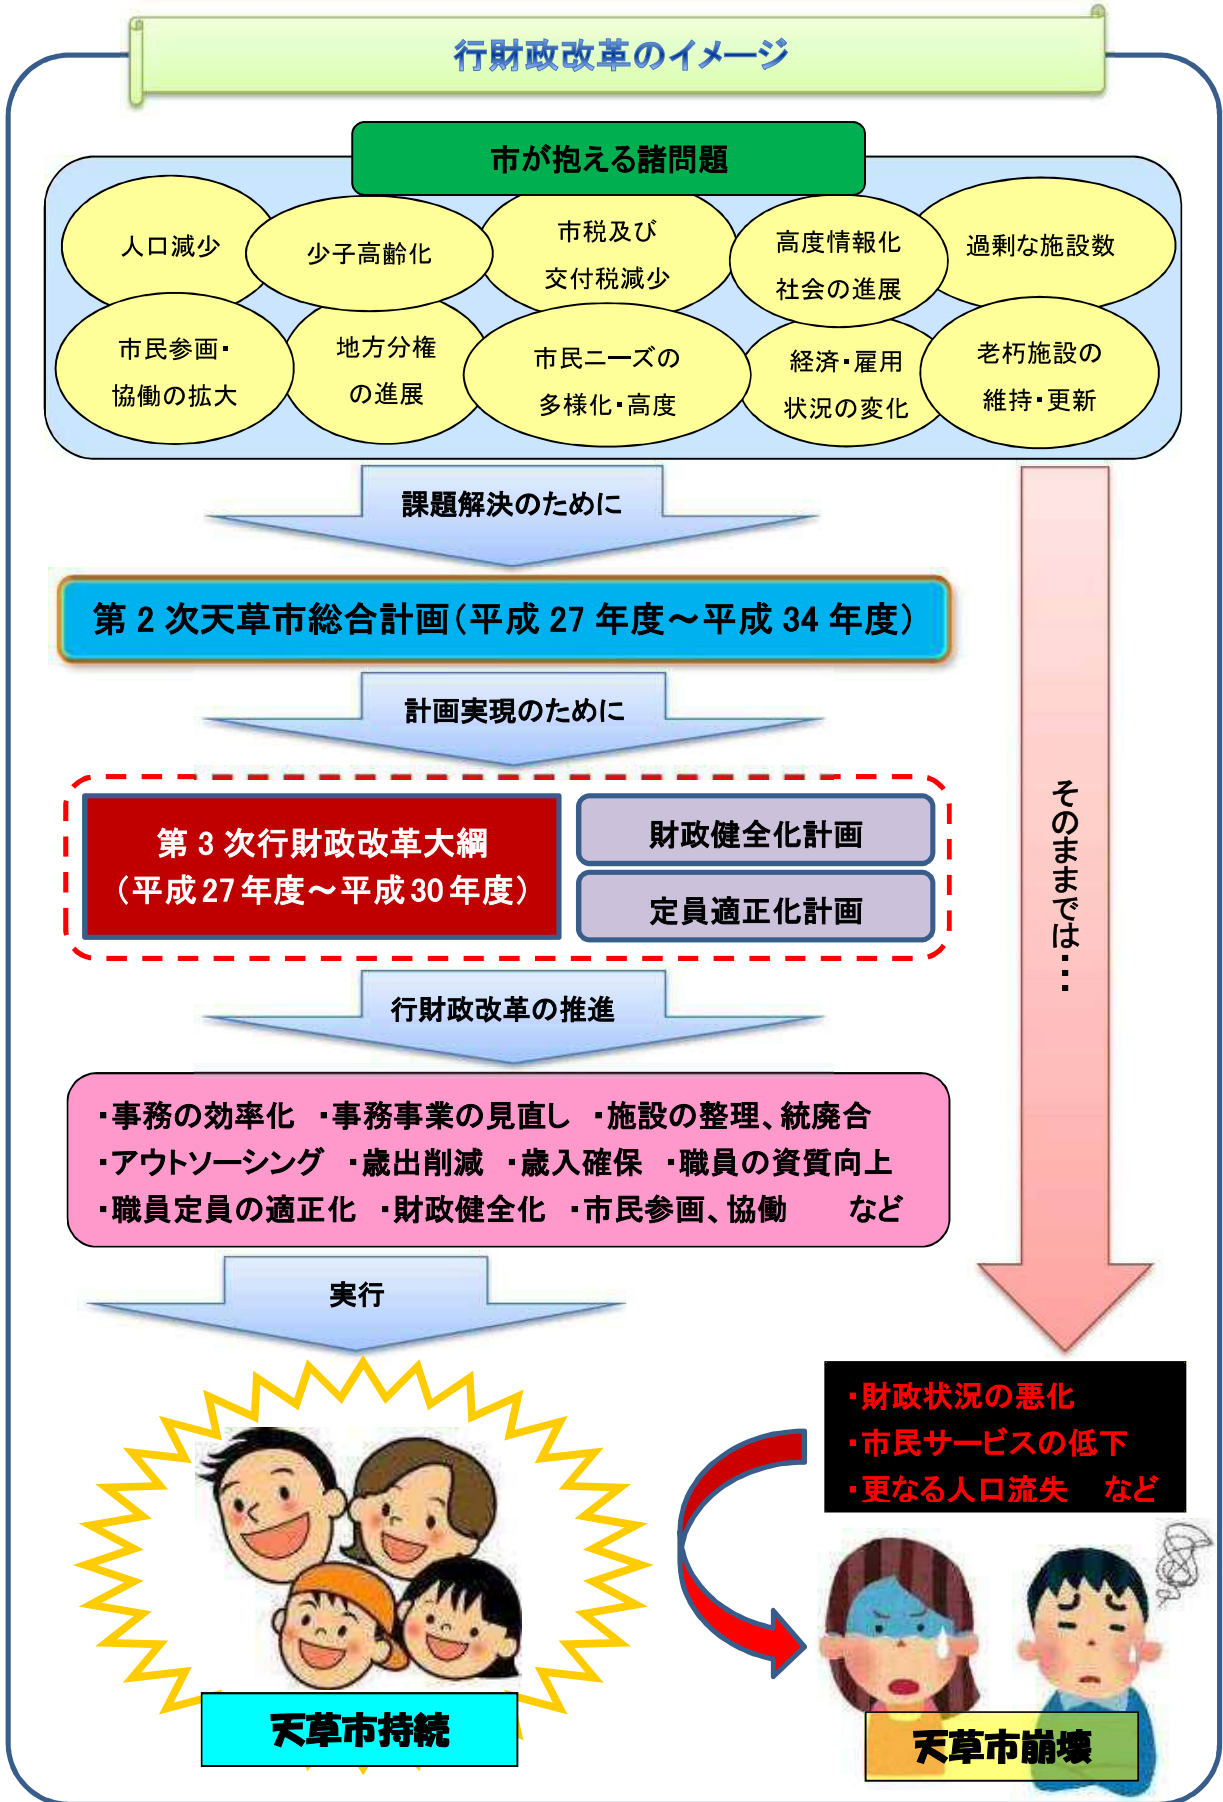 行財政改革のイメージ
市が抱える諸問題
人口減少
少子高齢化
市税及び
交付税減少
高度情報化
社会の進展
過剰な施設数
市民参画・
協働の拡大
地方分権
の進展
市民ニーズの
多様化・高度
経済・雇用
状況の変化
老朽施設の
維持・更新
課題解決のために
第2次天草市総合計画(平成27年度～平成34年度)
計画実現のために
第3次行財政改革大綱
(平成27年度～平成30年度)
財政健全化計画
定員適正化計画
そのままでは・・・
行財政改革の推進
・事務の効率化 ・事務事業の見直し ・施設の整理、統廃合
・アウトソーシング ・歳出削減 ・歳入確保 ・職員の資質向上
・職員定員の適正化 ・財政健全化 ・市民参画、協働 など
実行
・財政状況の悪化
・市民サービスの低下
・更なる人口流失 など
天草市持続
天草市崩壊